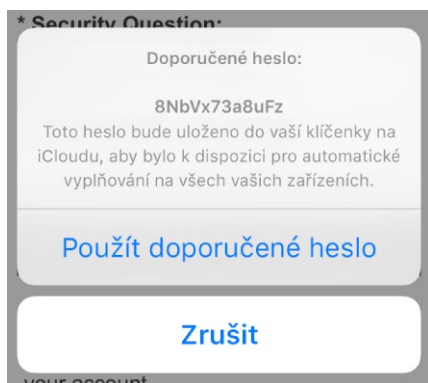 * Security Question:
Doporučené heslo:
8NbVx73a8uFz
Toto heslo bude uloženo do vaší klíčenky na
iCloudu, aby bylo k dispozici pro automatické
vyplňování na všech vašich zařízeních.
Použít doporučené heslo
Zrušit
your account